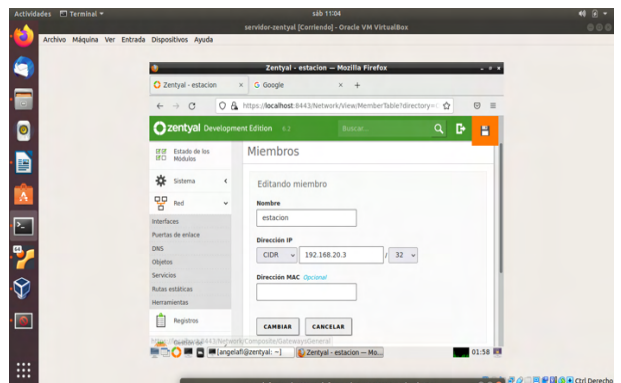 Actividades Terminal sáb 11:04
servidor-zentyal [Corriendo] - Oracle VM VirtualBox
Archivo Máquina Ver Entrada Dispositivos Ayuda
Zentyal - estacion — Mozilla Firefox
Zentyal - estacion × G Google × +
https://localhost:8443/Network/View/MemberTable?directory=
zentyal Development Edition 6.2 Buscar...
Estado de los
Módulos
Miembros
Sistema
Editando miembro
Red
Nombre
estacion
Interfaces
Puertas de enlace
Dirección IP
DNS
CIDR 192.168.20.3 / 32
Objetos
Servicios
Dirección MAC Opcional
Rutas estáticas
Herramientas
Registros
CAMBIAR CANCELAR
[angelafl@zentyal: ~] Zentyal - estacion — Mo... 01:58
Ctrl Derecho